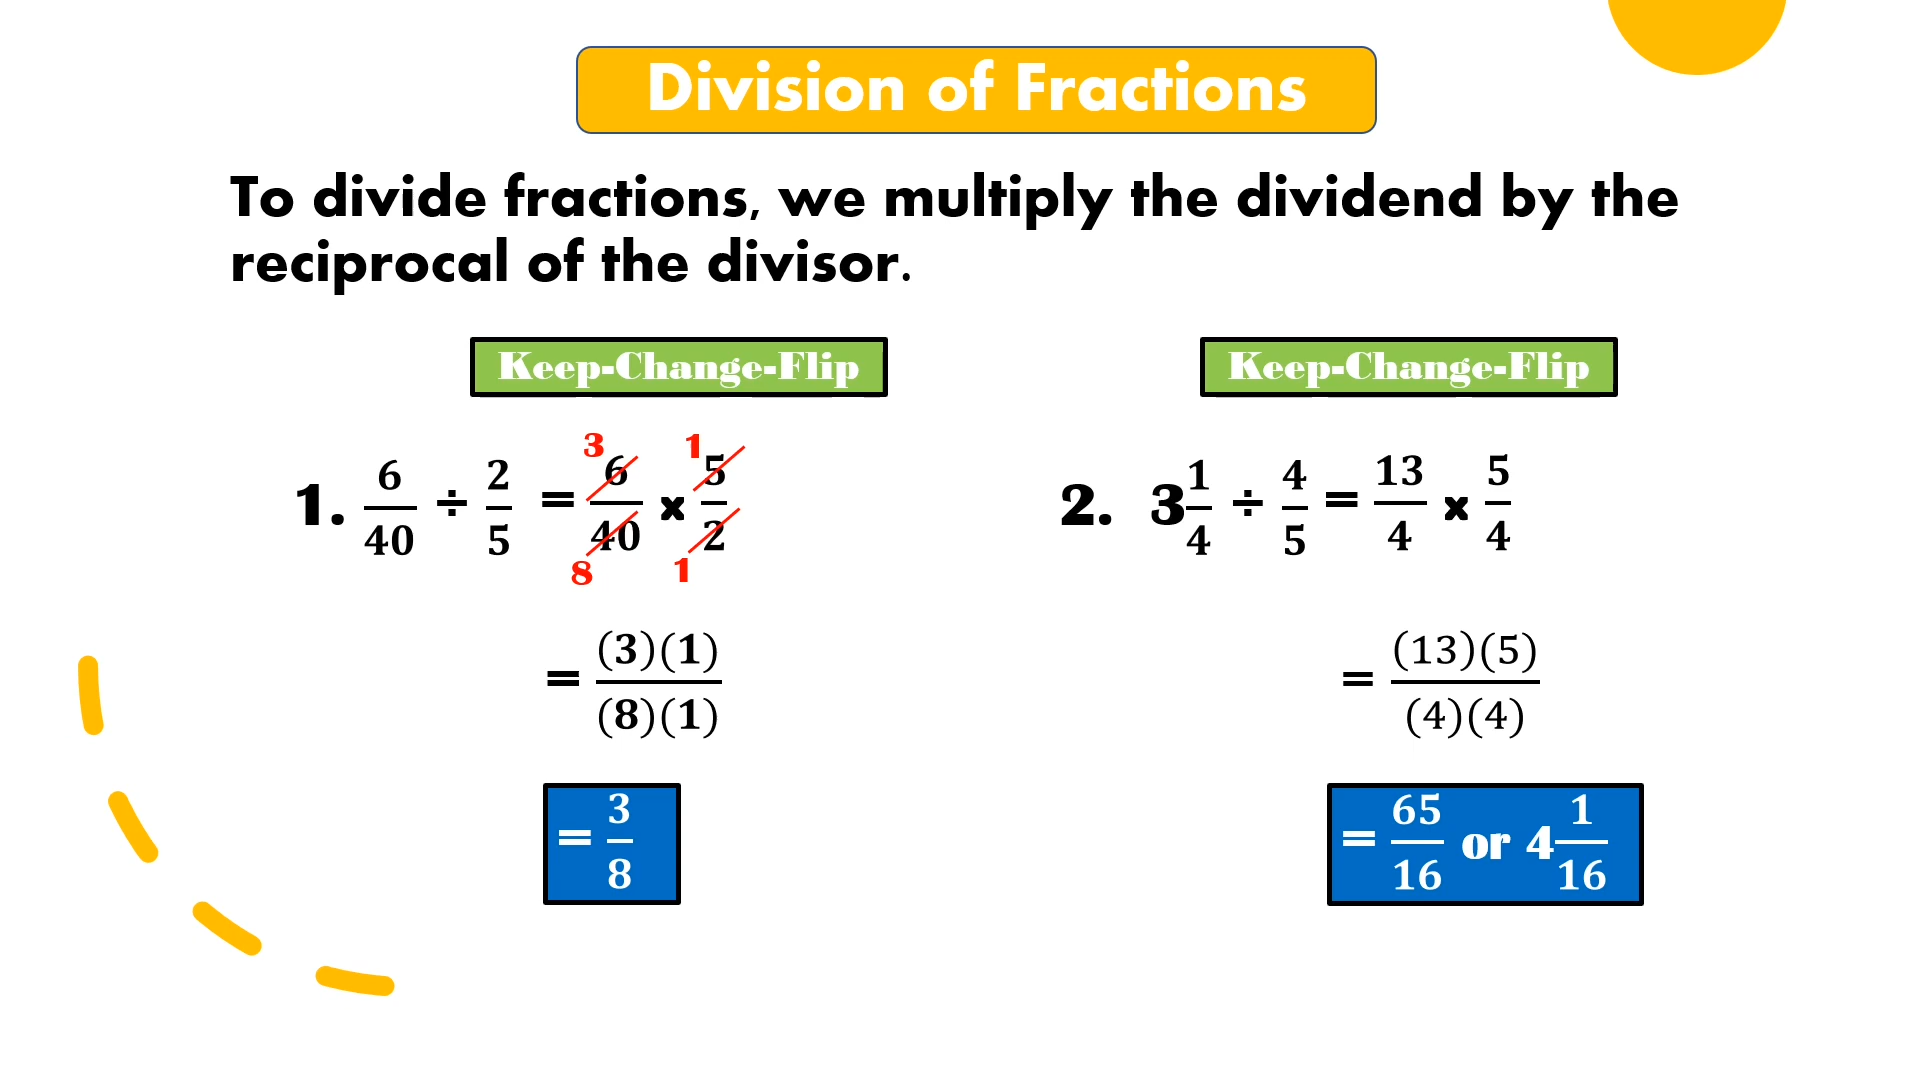 Division of Fractions
To divide fractions, we multiply the dividend by the
reciprocal of the divisor.
Keep-Change-Flip
1. 6/40 ÷ 2/5 = 6/40 x 5/2
3 1
8 1
= (3)(1)/(8)(1)
= 3/8
Keep-Change-Flip
2. 3 1/4 ÷ 4/5 = 13/4 x 5/4
= (13)(5)/(4)(4)
= 65/16 or 4 1/16